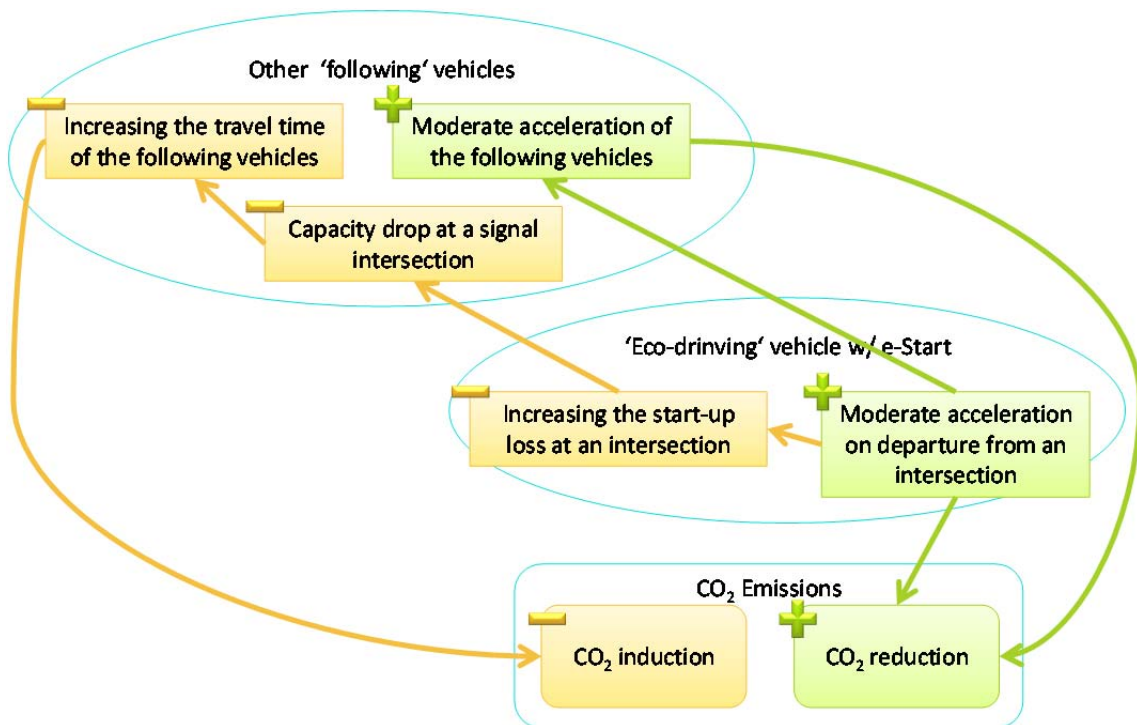 Other ‘following‘ vehicles
Increasing the travel time
of the following vehicles
Moderate acceleration of
the following vehicles
Capacity drop at a signal
intersection
‘Eco-drinving‘ vehicle w/ e-Start
Increasing the start-up
loss at an intersection
Moderate acceleration
on departure from an
intersection
CO₂ Emissions
CO₂ induction
CO₂ reduction